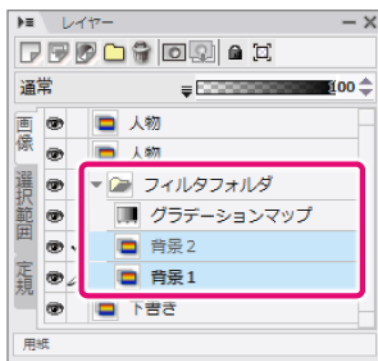 レイヤー
通常
100
画像
人物
人物
選択範囲
フィルタフォルダ
グラデーションマップ
背景2
定規
背景1
下書き
用紙